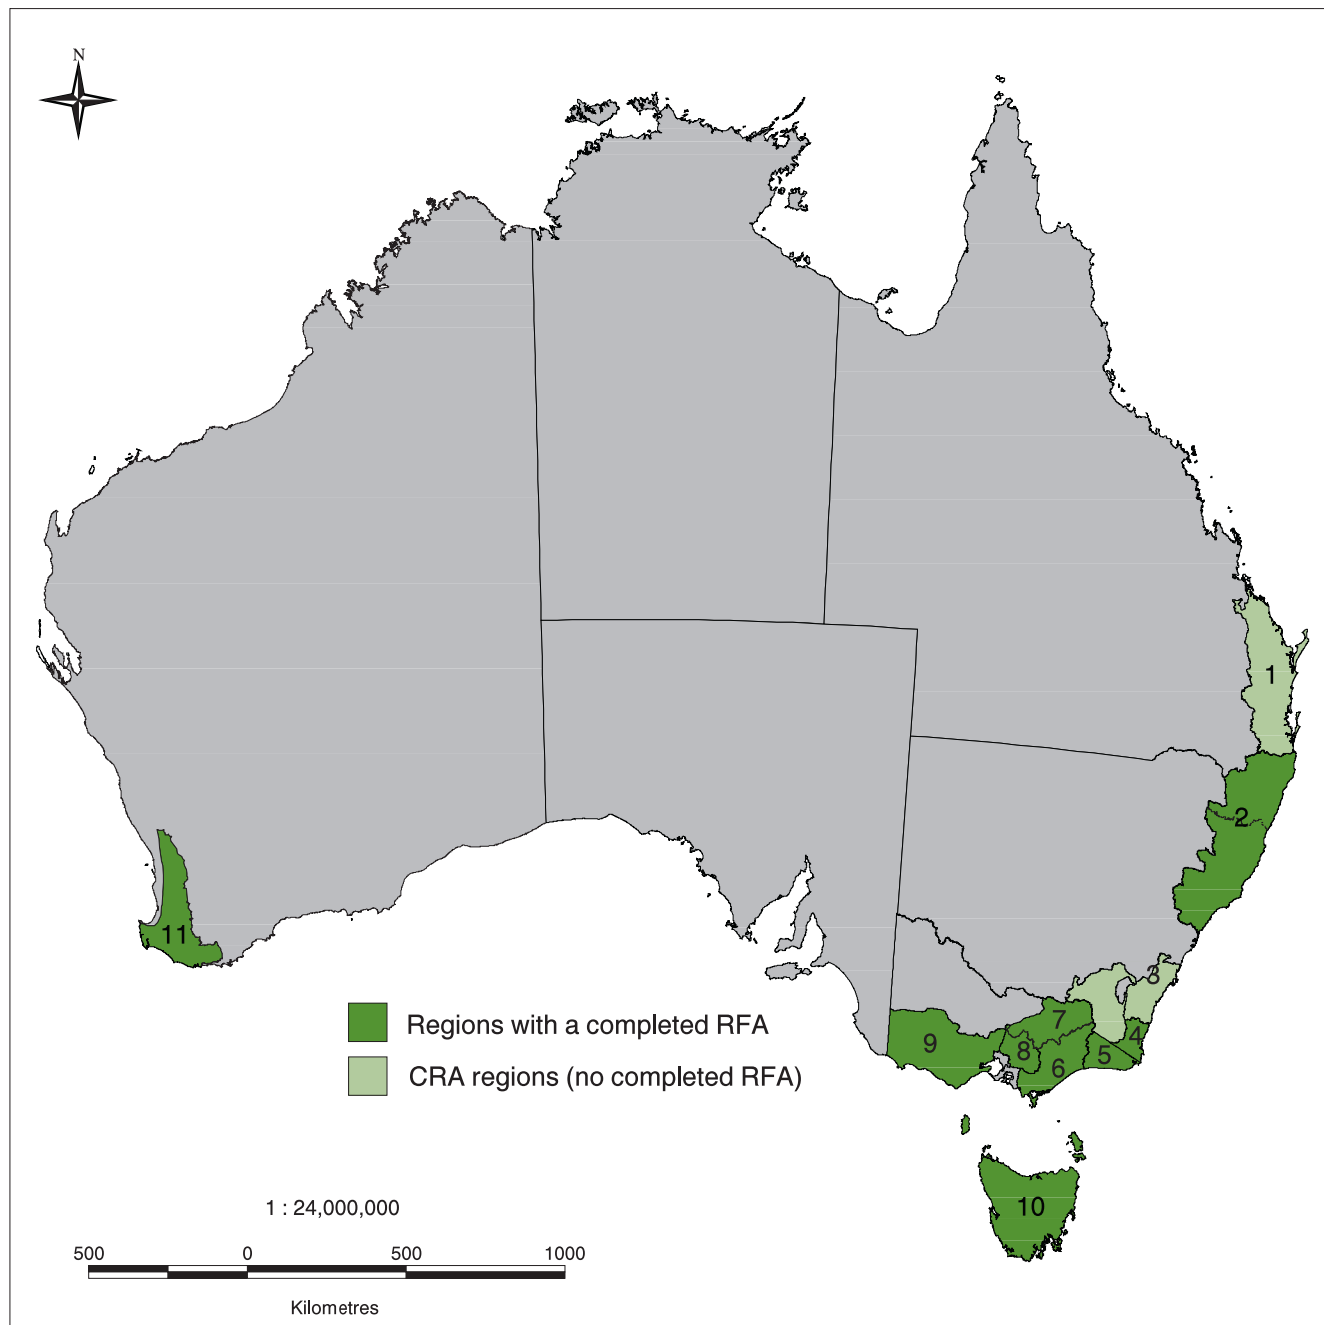 N
1
2
3
4
5
6
7
8
9
10
11
Regions with a completed RFA
CRA regions (no completed RFA)
1 : 24,000,000
500 0 500 1000
Kilometres